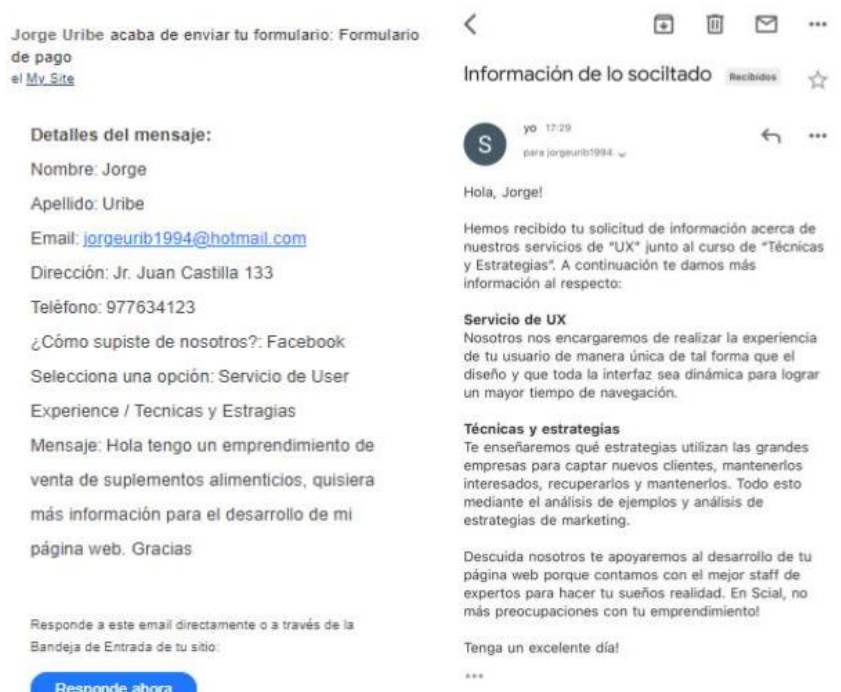 Jorge Uribe acaba de enviar tu formulario: Formulario
de pago
el My Site
Detalles del mensaje:
Nombre: Jorge
Apellido: Uribe
Email: jorgeurib1994@hotmail.com
Dirección: Jr. Juan Castilla 133
Teléfono: 977634123
¿Cómo supiste de nosotros?: Facebook
Selecciona una opción: Servicio de User
Experience / Tecnicas y Estragias
Mensaje: Hola tengo un emprendimiento de
venta de suplementos alimenticios, quisiera
más información para el desarrollo de mi
página web. Gracias
Responde a este email directamente o a través de la
Bandeja de Entrada de tu sitio:
Responde ahora
Información de lo sociltado Recibidos
S
yo 17:29
para jorgeurib1994
Hola, Jorge!
Hemos recibido tu solicitud de información acerca de
nuestros servicios de "UX" junto al curso de "Técnicas
y Estrategias". A continuación te damos más
información al respecto:
Servicio de UX
Nosotros nos encargaremos de realizar la experiencia
de tu usuario de manera única de tal forma que el
diseño y que toda la interfaz sea dinámica para lograr
un mayor tiempo de navegación.
Técnicas y estrategias
Te enseñaremos qué estrategias utilizan las grandes
empresas para captar nuevos clientes, mantenerlos
interesados, recuperarlos y mantenerlos. Todo esto
mediante el análisis de ejemplos y análisis de
estrategias de marketing.
Descuida nosotros te apoyaremos al desarrollo de tu
página web porque contamos con el mejor staff de
expertos para hacer tu sueños realidad. En Scial, no
más preocupaciones con tu emprendimiento!
Tenga un excelente día!